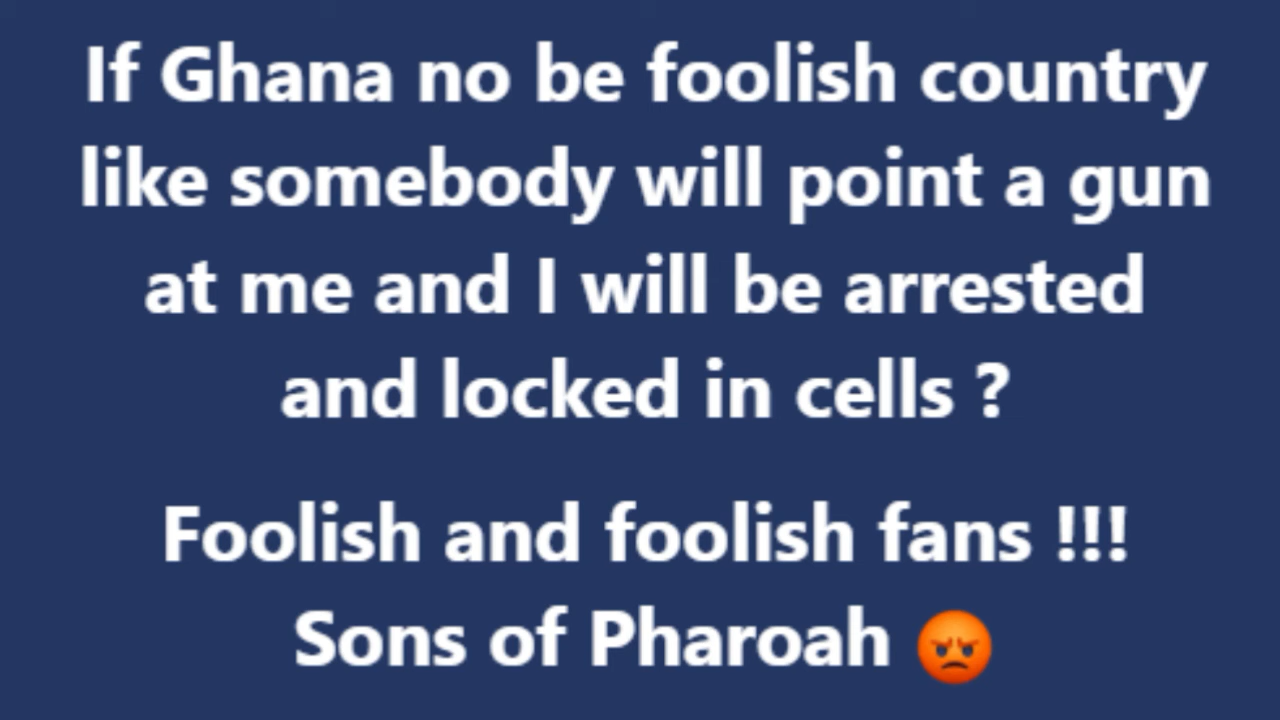 If Ghana no be foolish country
like somebody will point a gun
at me and I will be arrested
and locked in cells ?
Foolish and foolish fans !!!
Sons of Pharoah 😡